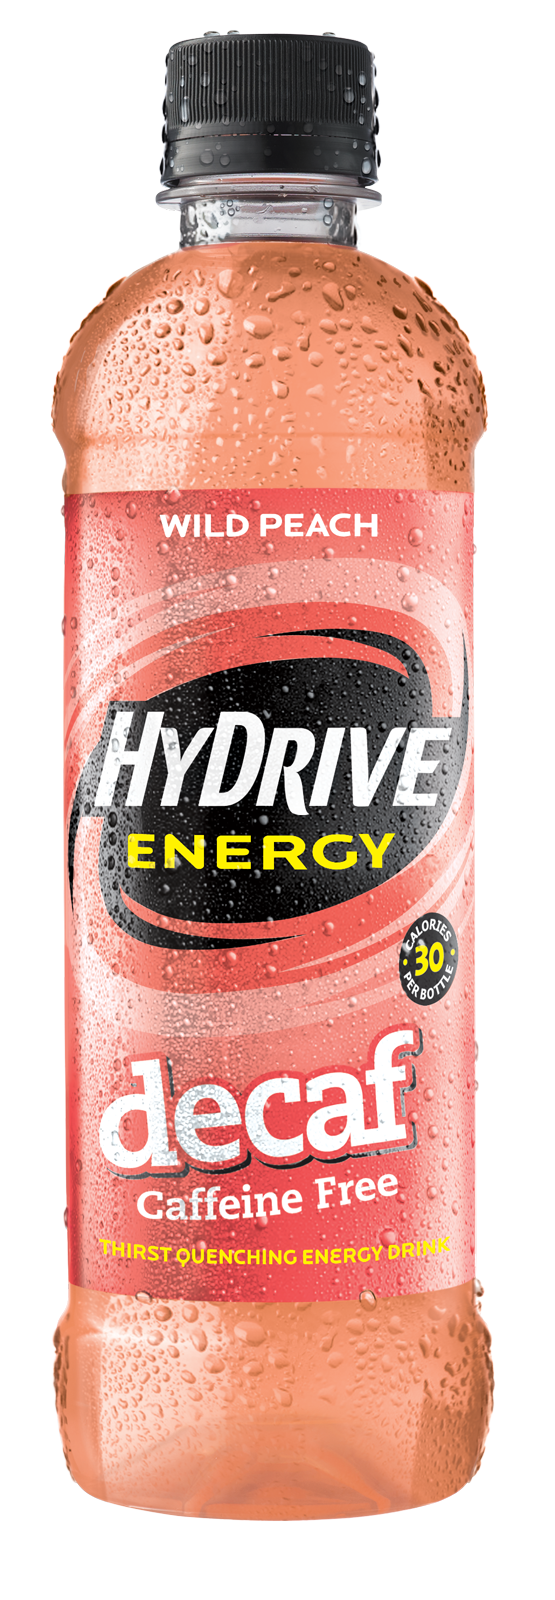 WILD PEACH
HYDRIVE
ENERGY
CALORIES
30
PER BOTTLE
decaf
Caffeine Free
THIRST QUENCHING ENERGY DRINK